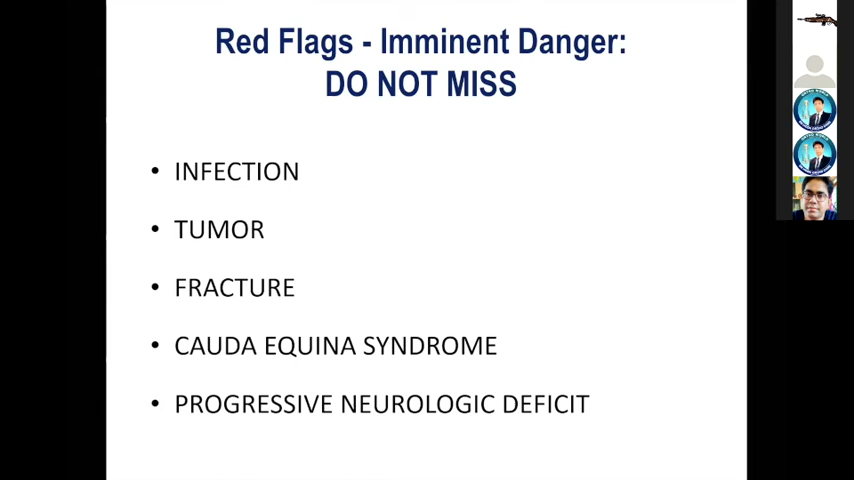 Red Flags - Imminent Danger:
DO NOT MISS
• INFECTION
• TUMOR
• FRACTURE
• CAUDA EQUINA SYNDROME
• PROGRESSIVE NEUROLOGIC DEFICIT